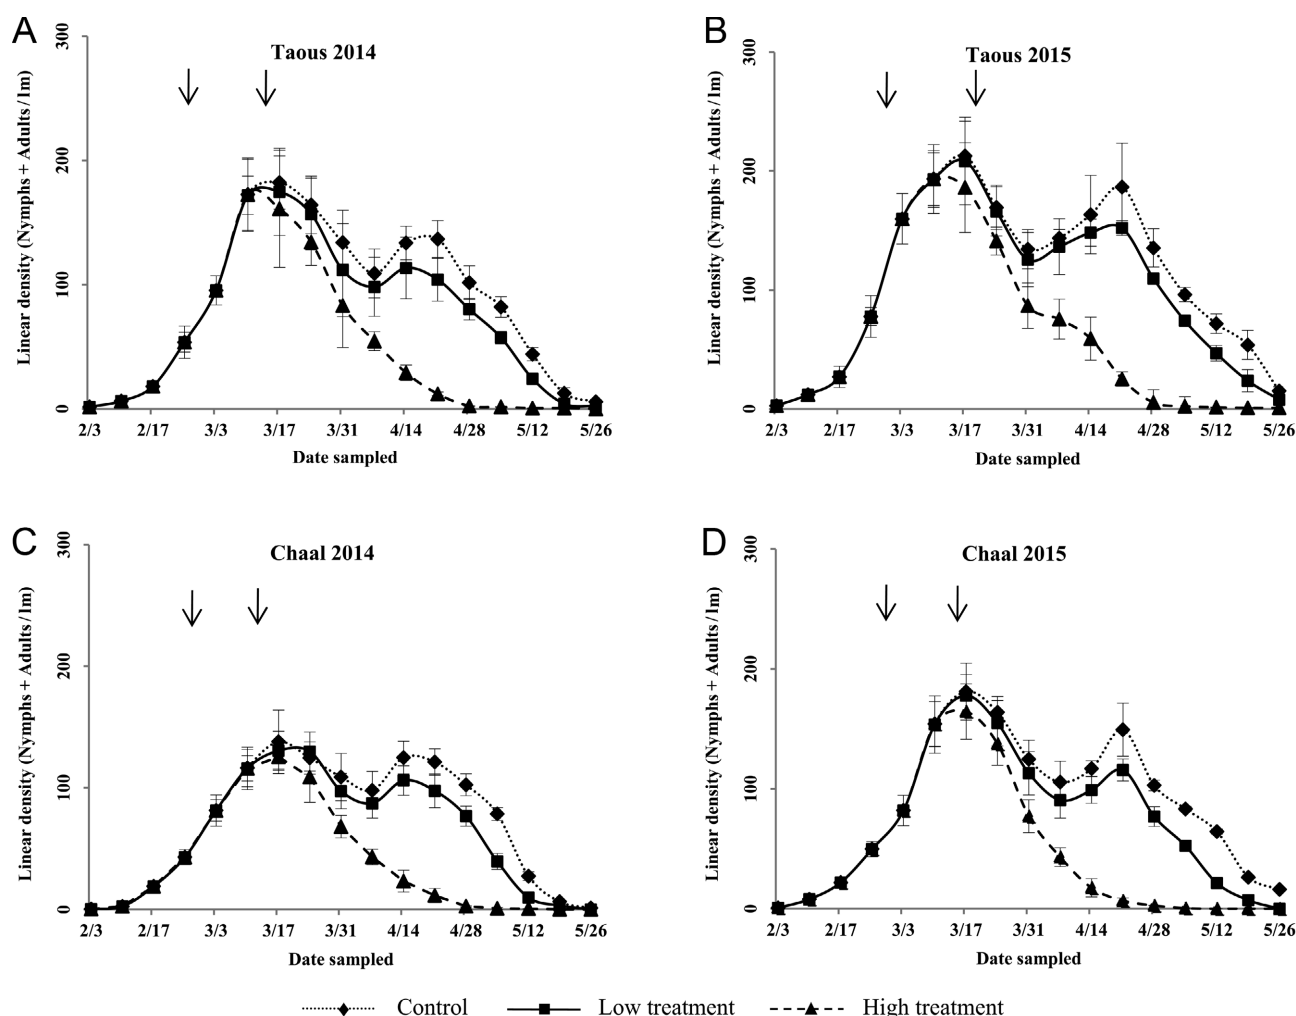 A
Taous 2014
Linear density (Nymphs + Adults / lm)
300
200
100
0
2/3 2/17 3/3 3/17 3/31 4/14 4/28 5/12 5/26
Date sampled
B
Taous 2015
Linear density (Nymphs + Adults / lm)
300
200
100
0
2/3 2/17 3/3 3/17 3/31 4/14 4/28 5/12 5/26
Date sampled
C
Chaal 2014
Linear density (Nymphs + Adults / lm)
300
200
100
0
2/3 2/17 3/3 3/17 3/31 4/14 4/28 5/12 5/26
Date sampled
D
Chaal 2015
Linear density (Nymphs + Adults / lm)
300
200
100
0
2/3 2/17 3/3 3/17 3/31 4/14 4/28 5/12 5/26
Date sampled
Control Low treatment High treatment